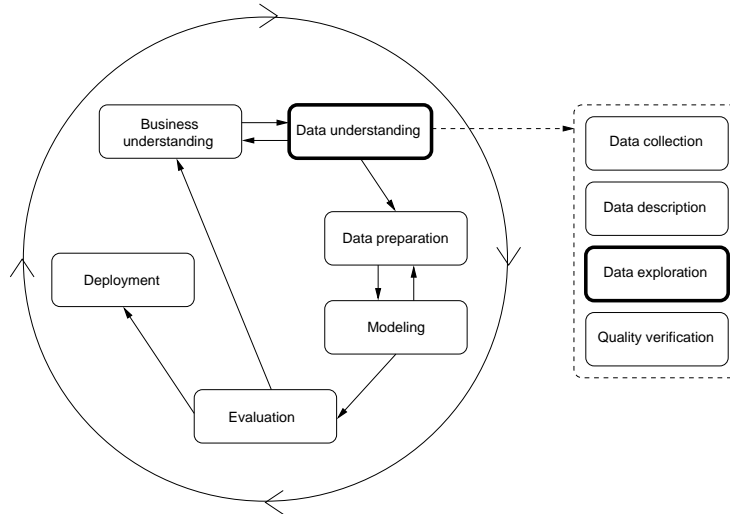 Business
understanding
Data understanding
Data preparation
Modeling
Evaluation
Deployment
Data collection
Data description
Data exploration
Quality verification